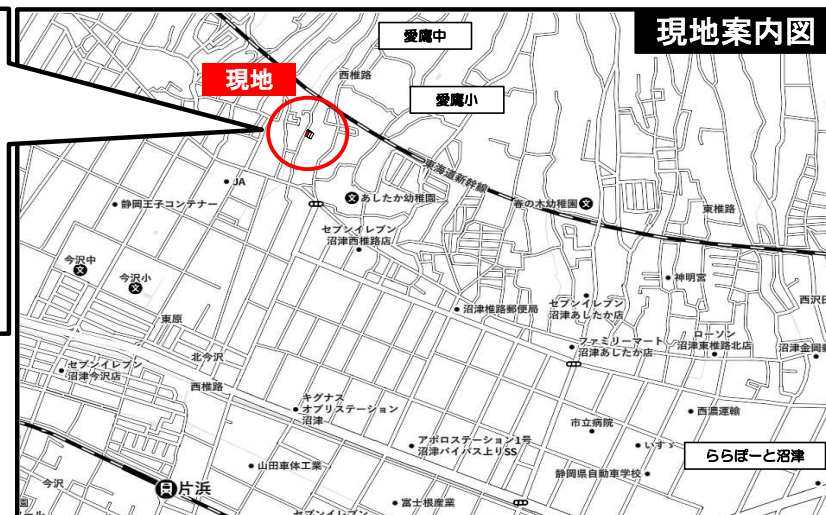 現地案内図
愛鷹中
現地
西椎路
愛鷹小
東海道新幹線
JA
文
あしたか幼稚園
春の木幼稚園
文
静岡王子コンテナー
東椎路
セブンイレブン
沼津西椎路店
今沢中
文
今沢小
文
神明宮
東原
沼津椎路郵便局
セブンイレブン
沼津あしたか店
西沢田
ローソン
沼津東椎路北店
ファミリーマート
沼津あしたか店
沼津金岡
北今沢
セブンイレブン
沼津今沢店
西椎路
キグナス
オブリステーション
沼津
西濃運輸
市立病院
アポロステーション1号
沼津バイパス上りSS
いすゞ
ららぽーと沼津
山田車体工業
静岡県自動車学校
今沢
片浜
富士根産業
セブンイレブン